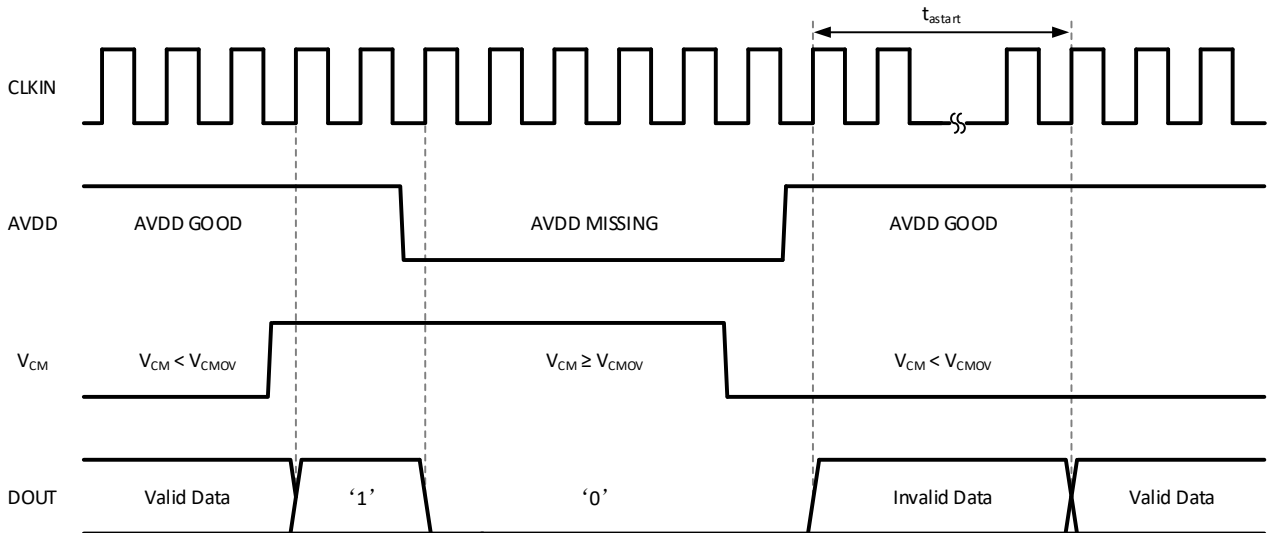 tastart
CLKIN
AVDD AVDD GOOD AVDD MISSING AVDD GOOD
VCM VCM < VCMOV VCM ≥ VCMOV VCM < VCMOV
DOUT Valid Data ‘1’ ‘0’ Invalid Data Valid Data